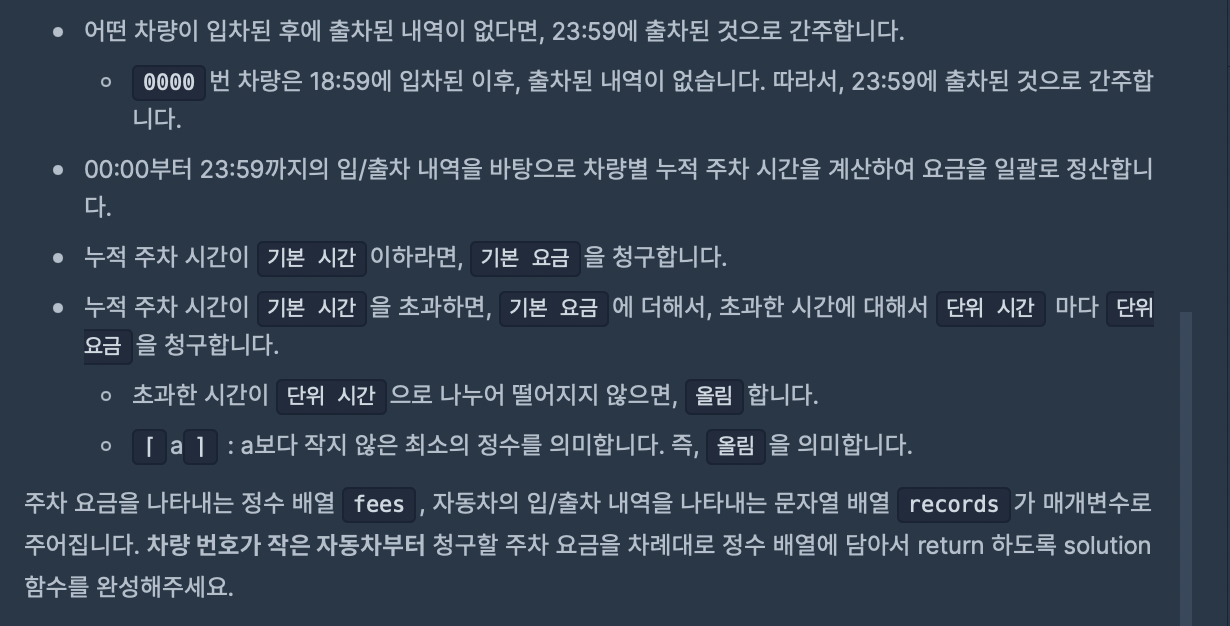 어떤 차량이 입차된 후에 출차된 내역이 없다면, 23:59에 출차된 것으로 간주합니다.
0000 번 차량은 18:59에 입차된 이후, 출차된 내역이 없습니다. 따라서, 23:59에 출차된 것으로 간주합
니다.
00:00부터 23:59까지의 입/출차 내역을 바탕으로 차량별 누적 주차 시간을 계산하여 요금을 일괄로 정산합니
다.
누적 주차 시간이 기본 시간 이하라면, 기본 요금 을 청구합니다.
누적 주차 시간이 기본 시간 을 초과하면, 기본 요금 에 더해서, 초과한 시간에 대해서 단위 시간 마다 단위
요금 을 청구합니다.
초과한 시간이 단위 시간 으로 나누어 떨어지지 않으면, 올림 합니다.
⌈ a ⌉ : a보다 작지 않은 최소의 정수를 의미합니다. 즉, 올림 을 의미합니다.
주차 요금을 나타내는 정수 배열 fees , 자동차의 입/출차 내역을 나타내는 문자열 배열 records 가 매개변수로
주어집니다. 차량 번호가 작은 자동차부터 청구할 주차 요금을 차례대로 정수 배열에 담아서 return 하도록 solution
함수를 완성해주세요.